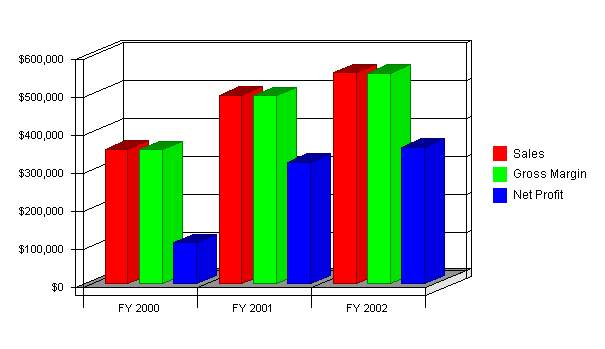 $600,000
$500,000
$400,000
$300,000
$200,000
$100,000
$0
FY 2000
FY 2001
FY 2002
Sales
Gross Margin
Net Profit